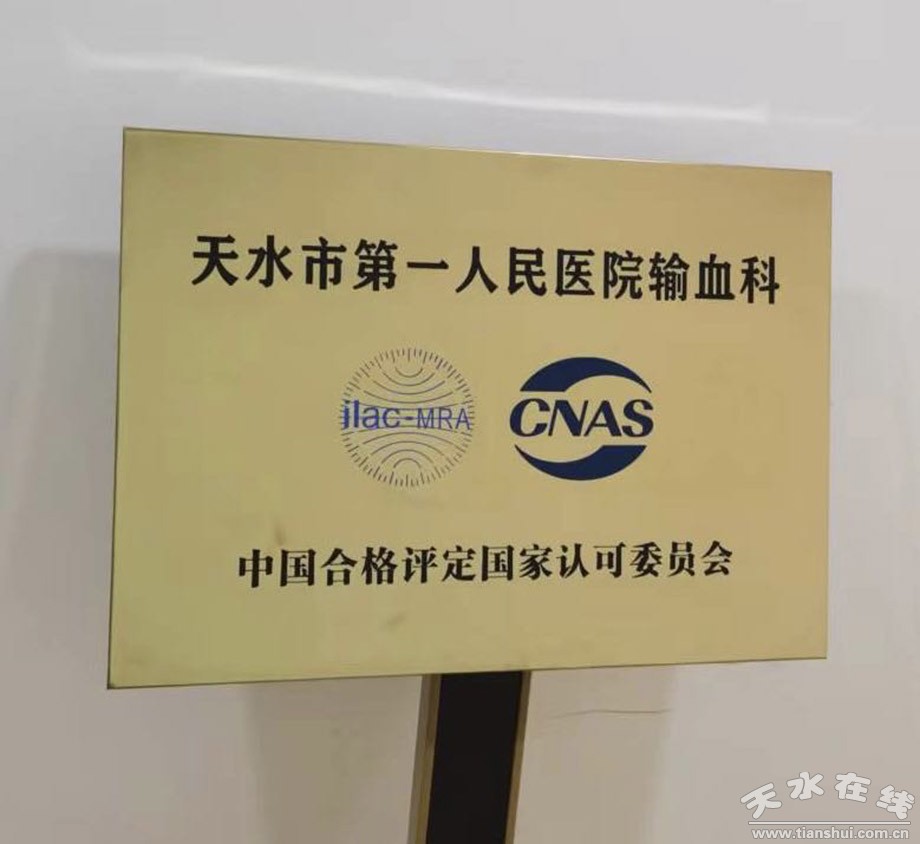 天水市第一人民医院输血科
ilac-MRA
CNAS
中国合格评定国家认可委员会
天水在线
www.tianshui.com.cn